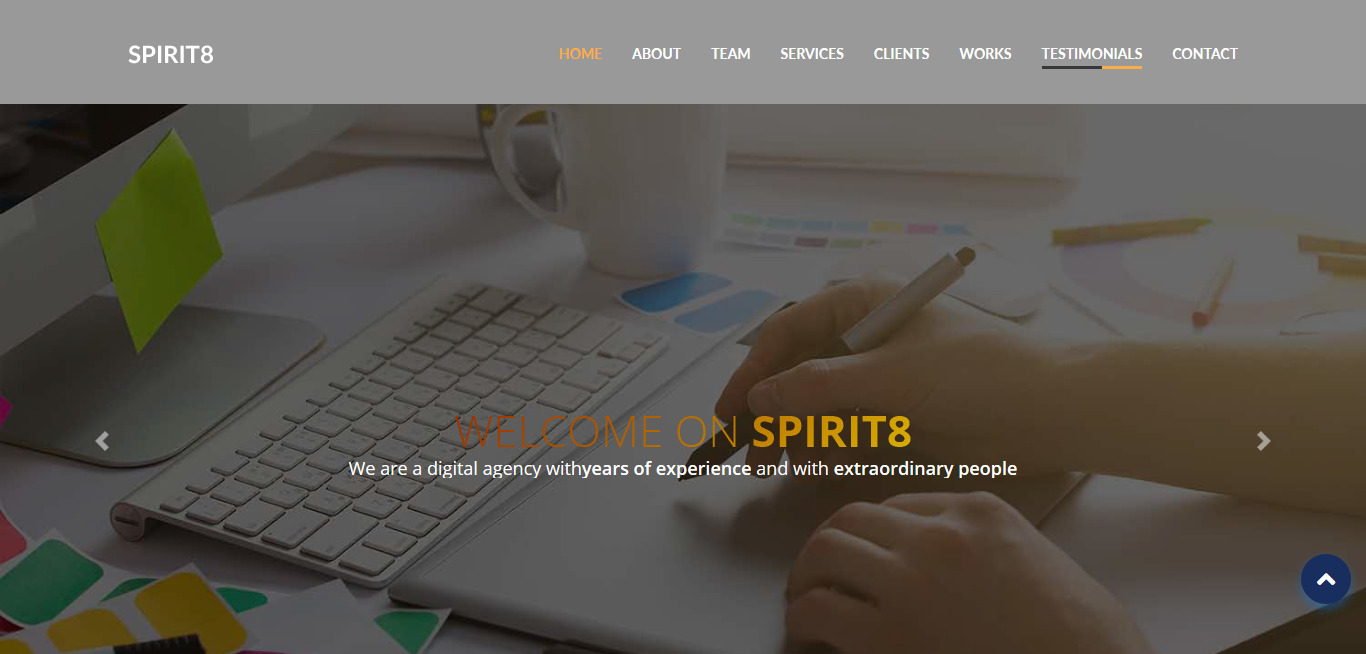 SPIRIT8
HOME ABOUT TEAM SERVICES CLIENTS WORKS TESTIMONIALS CONTACT
WELCOME ON SPIRIT8
We are a digital agency withyears of experience and with extraordinary people